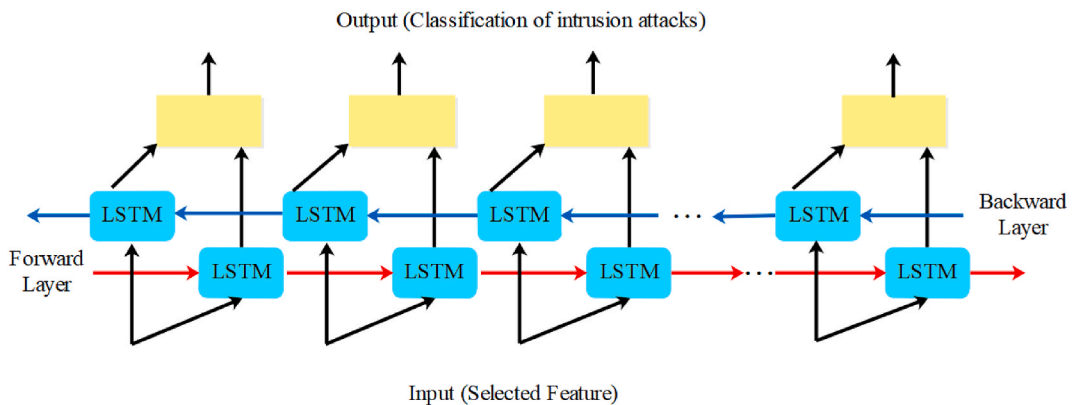 Output (Classification of intrusion attacks)
LSTM
LSTM
LSTM
...
LSTM
Backward
Layer
Forward
Layer
LSTM
LSTM
LSTM
...
LSTM
Input (Selected Feature)